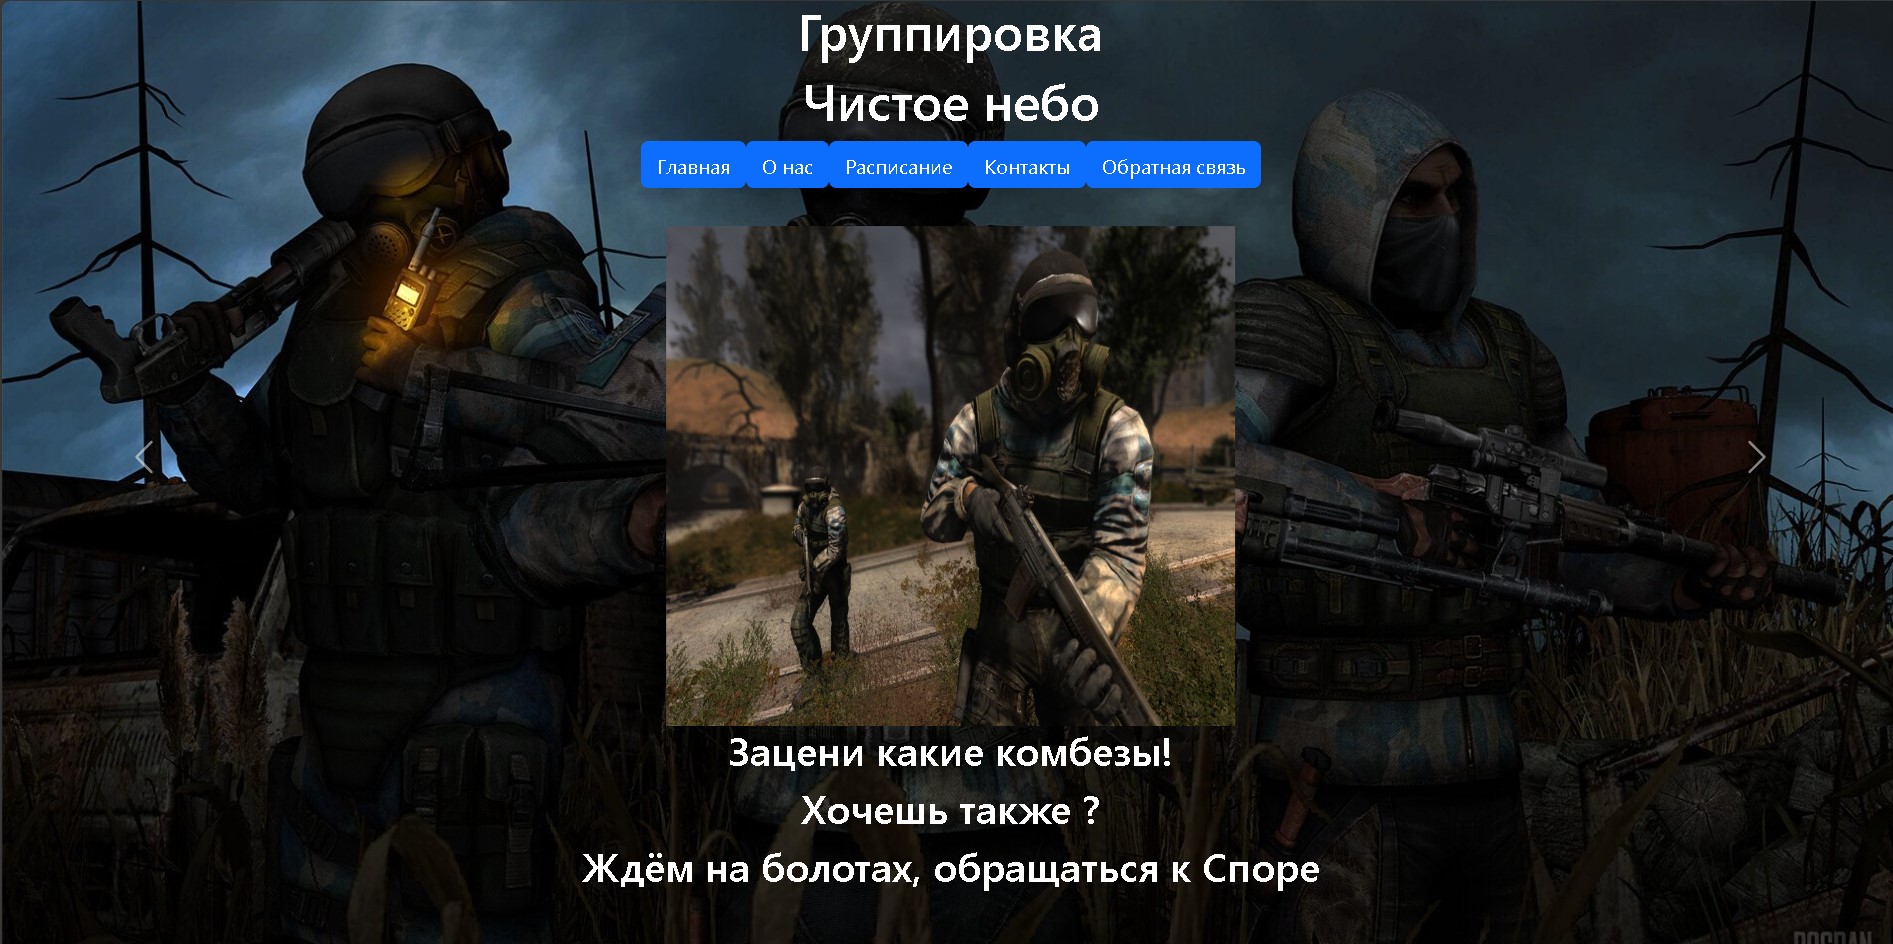 Группировка
Чистое небо
Главная О нас Расписание Контакты Обратная связь
Зацени какие комбезы!
Хочешь также ?
Ждём на болотах, обращаться к Споре